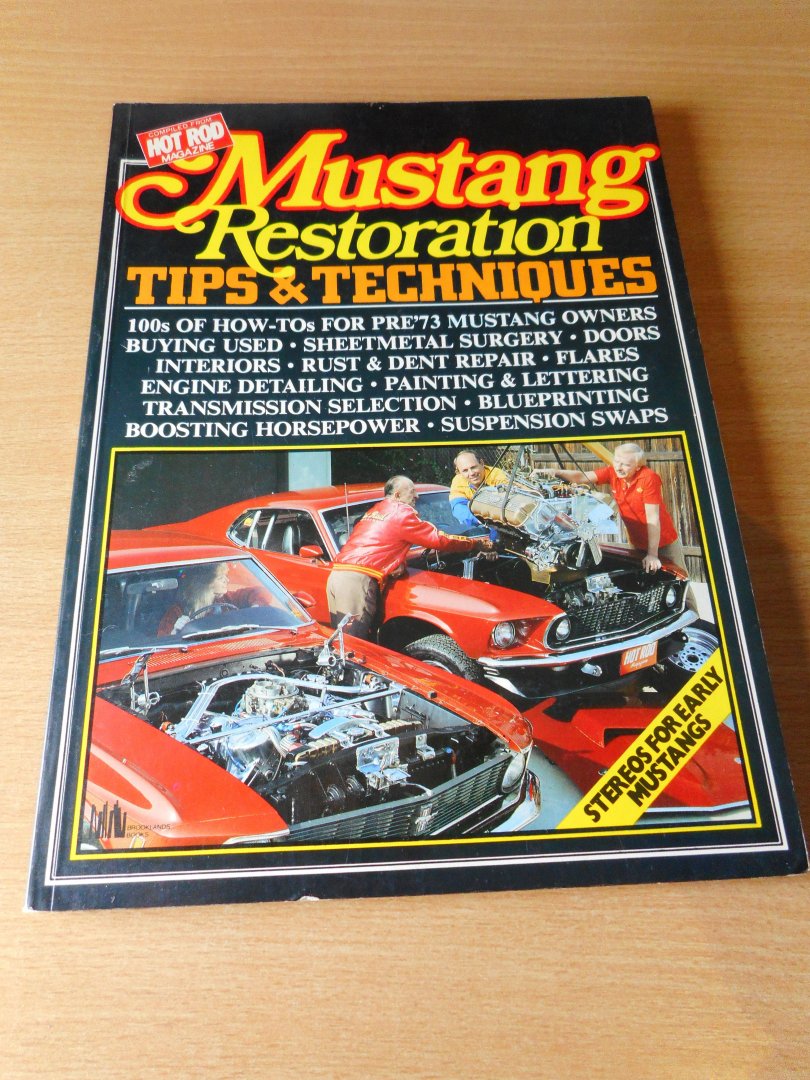 COMPILED FROM
HOT ROD
MAGAZINE
Mustang
Restoration
TIPS & TECHNIQUES
100s OF HOW-TOs FOR PRE'73 MUSTANG OWNERS
BUYING USED • SHEETMETAL SURGERY • DOORS
INTERIORS • RUST & DENT REPAIR • FLARES
ENGINE DETAILING • PAINTING & LETTERING
TRANSMISSION SELECTION • BLUEPRINTING
BOOSTING HORSEPOWER • SUSPENSION SWAPS
HOT ROD
STEREOS FOR EARLY
MUSTANGS
BROOKLANDS
BOOKS